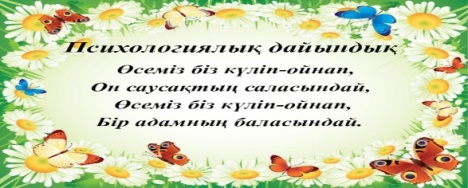 Психологиялық дайындық
Өсеміз біз күліп-ойнап,
Он саусақтың саласындай,
Өсеміз біз күліп-ойнап,
Бір адамның баласындай.